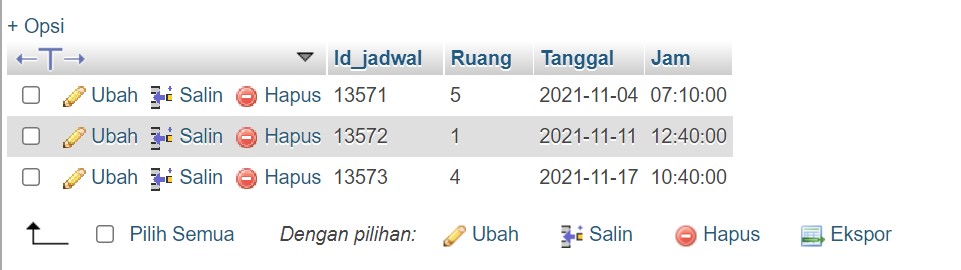 + Opsi
Id_jadwal Ruang Tanggal Jam
Ubah Salin Hapus 13571 5 2021-11-04 07:10:00
Ubah Salin Hapus 13572 1 2021-11-11 12:40:00
Ubah Salin Hapus 13573 4 2021-11-17 10:40:00
Pilih Semua Dengan pilihan: Ubah Salin Hapus Ekspor